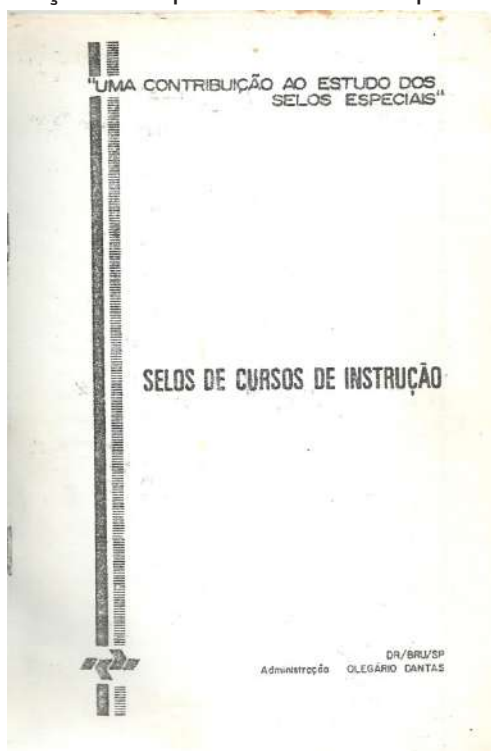 "UMA CONTRIBUIÇÃO AO ESTUDO DOS
SELOS ESPECIAIS"
SELOS DE CURSOS DE INSTRUÇÃO
DR/BRU/SP
Administração OLEGÁRIO DANTAS